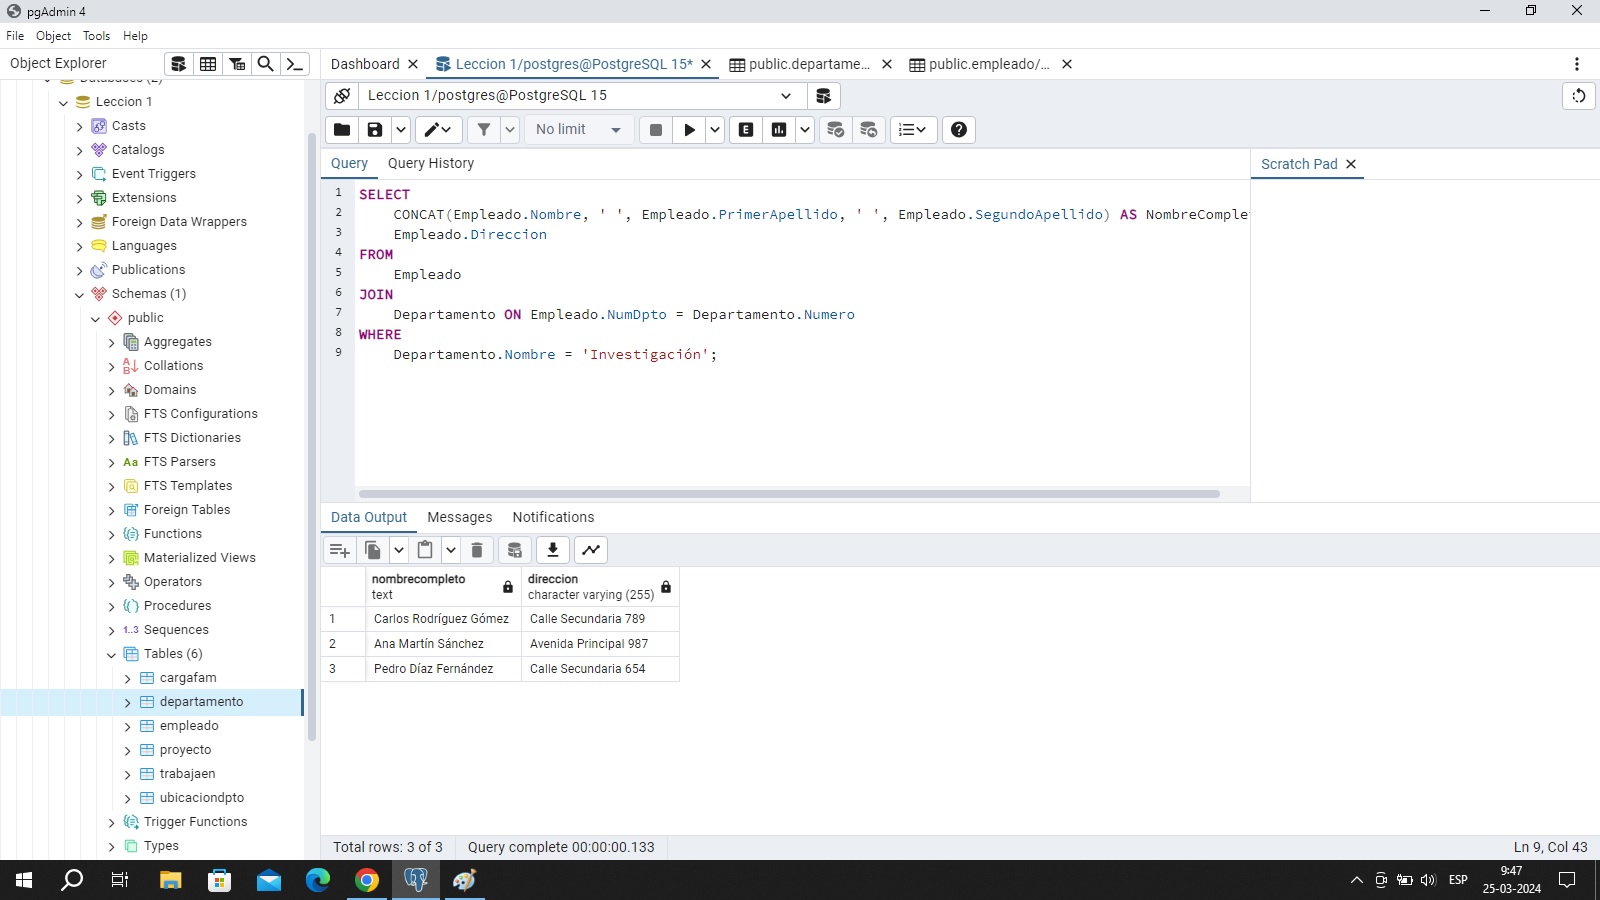 pgAdmin 4
File Object Tools Help
Object Explorer
Dashboard
Leccion 1/postgres@PostgreSQL 15*
public.departame...
public.empleado/...
Leccion 1
Casts
Catalogs
Event Triggers
Extensions
Foreign Data Wrappers
Languages
Publications
Schemas (1)
public
Aggregates
Collations
Domains
FTS Configurations
FTS Dictionaries
Aa FTS Parsers
FTS Templates
Foreign Tables
Functions
Materialized Views
Operators
Procedures
1..3 Sequences
Tables (6)
cargafam
departamento
empleado
proyecto
trabajaen
ubicaciondpto
Trigger Functions
Types
Leccion 1/postgres@PostgreSQL 15
No limit
Query Query History
Scratch Pad
1 SELECT
2 CONCAT(Empleado.Nombre, ' ', Empleado.PrimerApellido, ' ', Empleado.SegundoApellido) AS NombreComple
3 Empleado.Direccion
4 FROM
5 Empleado
6 JOIN
7 Departamento ON Empleado.NumDpto = Departamento.Numero
8 WHERE
9 Departamento.Nombre = 'Investigación';
Data Output Messages Notifications
nombrecompleto direccion
text character varying (255)
1 Carlos Rodríguez Gómez Calle Secundaria 789
2 Ana Martín Sánchez Avenida Principal 987
3 Pedro Díaz Fernández Calle Secundaria 654
Total rows: 3 of 3 Query complete 00:00:00.133 Ln 9, Col 43
ESP
9:47
25-03-2024